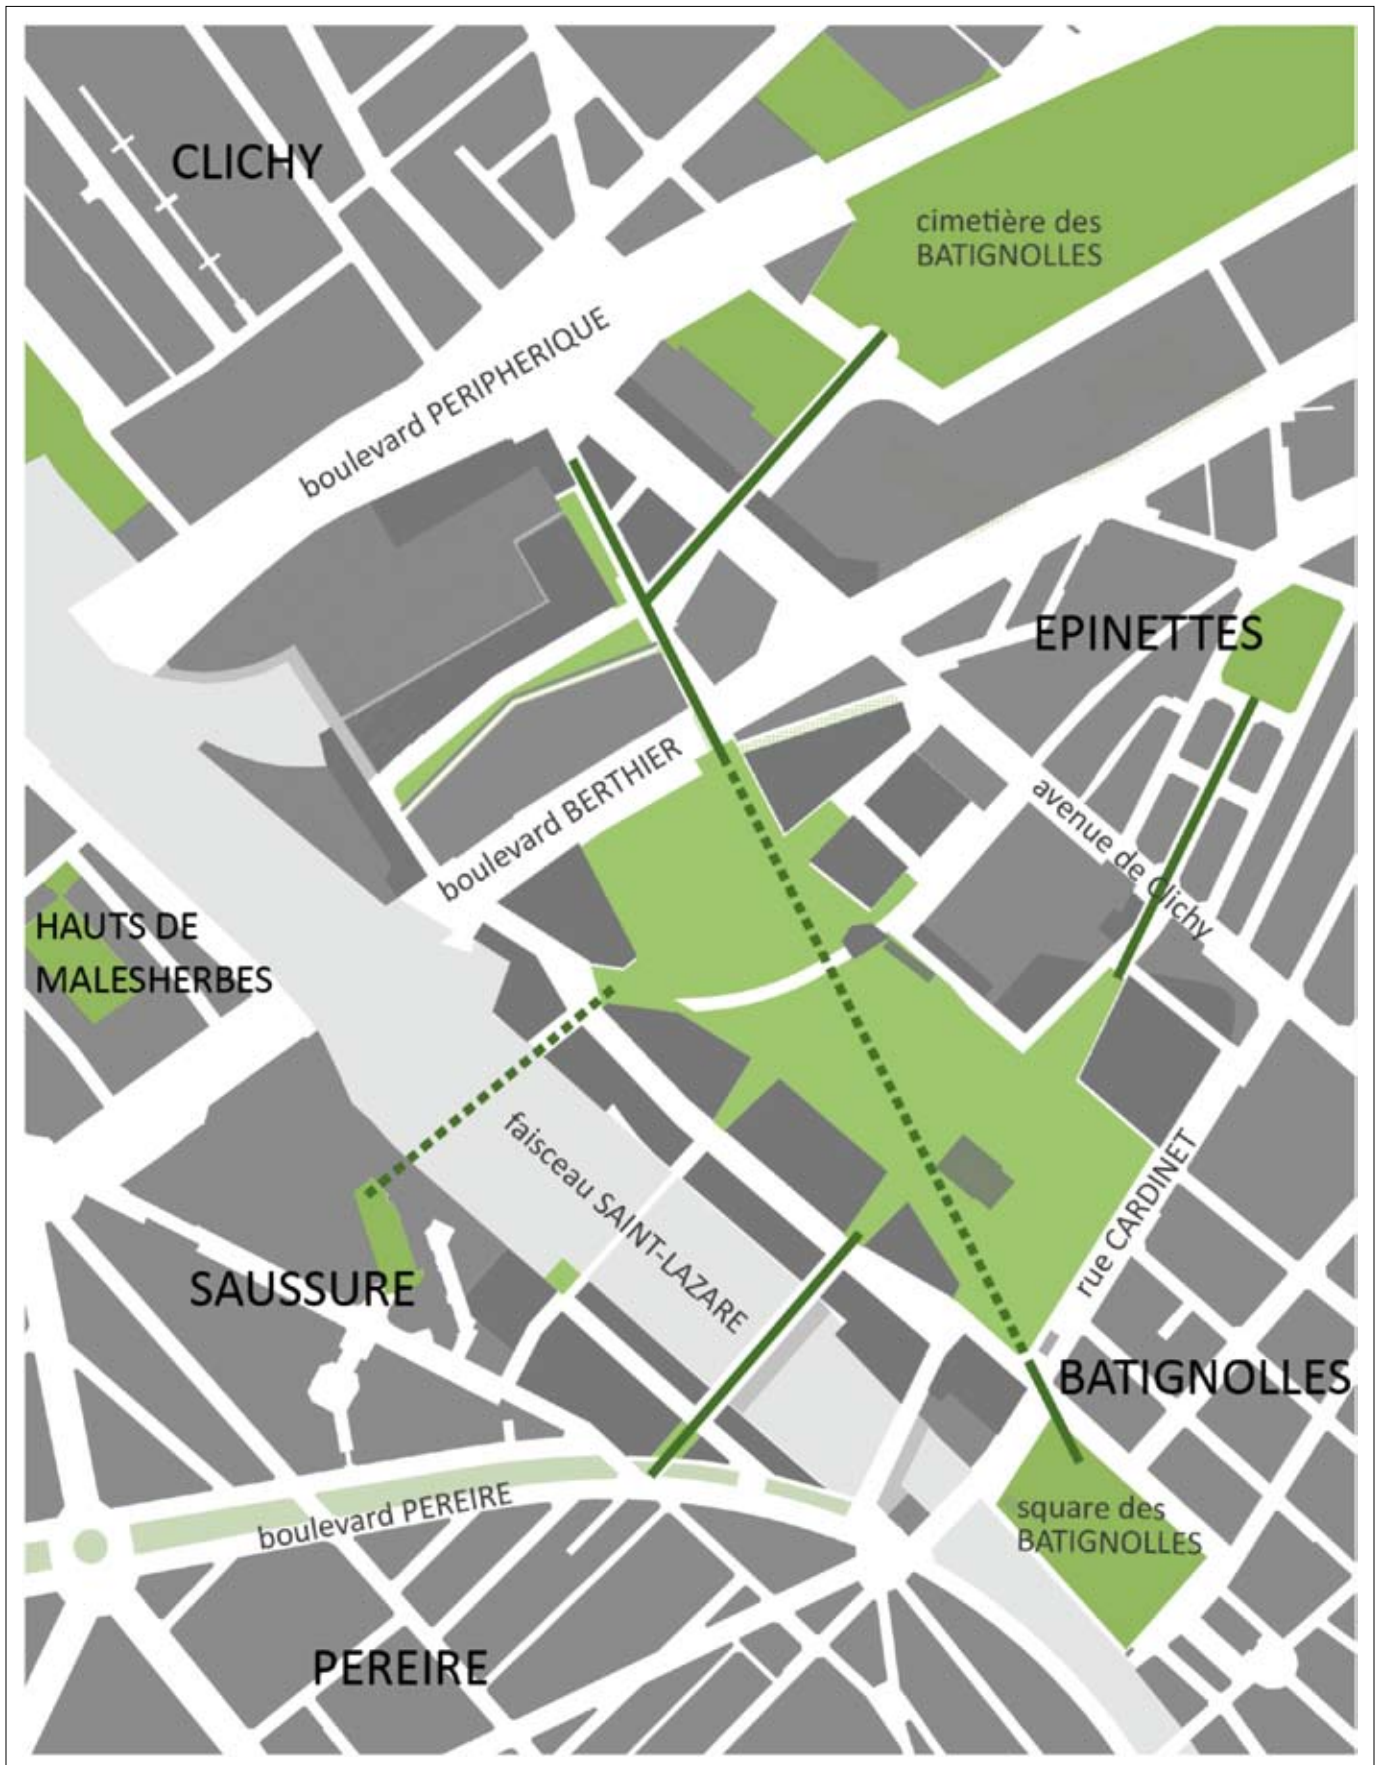 CLICHY
cimetière des
BATIGNOLLES
boulevard PERIPHERIQUE
EPINETTES
boulevard BERTHIER
avenue de Clichy
HAUTS DE
MALESHERBES
faisceau SAINT-LAZARE
rue CARDINET
SAUSSURE
BATIGNOLLES
boulevard PEREIRE
square des
BATIGNOLLES
PEREIRE